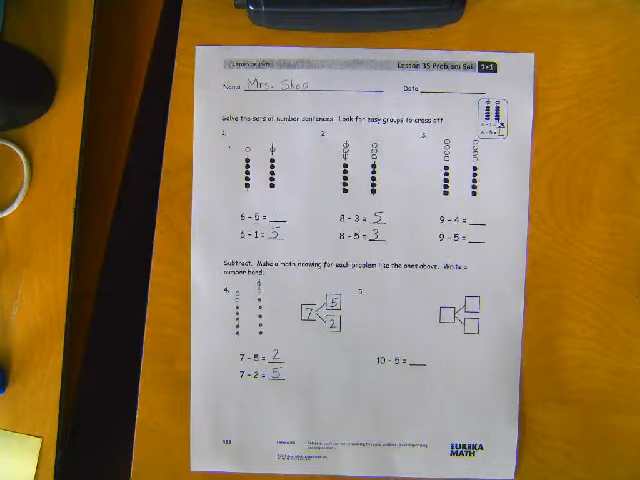 Lesson 35 Problem Set 1•1
Name Mrs. Shoo Date
Solve the sets of number sentences. Look for easy groups to cross off.
1. 2. 3.
6 - 5 = 8 - 3 = 5 9 - 4 =
6 - 1 = 5 8 - 5 = 3 9 - 5 =
Subtract. Make a math drawing for each problem like the ones above. Write a
number bond.
4. 5.
7 5 2
7 - 5 = 2 10 - 5 =
7 - 2 = 5
EUREKA
MATH